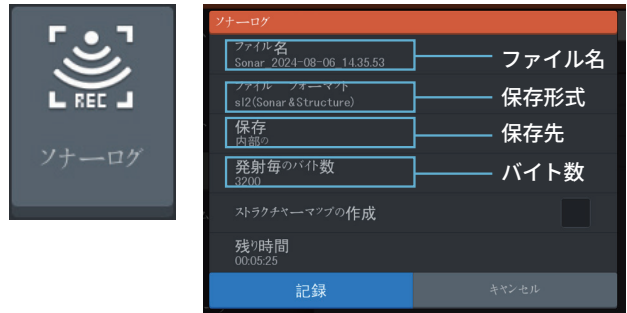 REC
ソナーログ
ソナーログ
ファイル名
Sonar_2024-08-06_14.35.53
ファイル名
ファイル フォーマット
sl2(Sonar&Structure)
保存形式
保存
内部の
保存先
発射毎のバイト数
3200
バイト数
ストラクチャーマップの作成
残り時間
00:05:25
記録
キャンセル